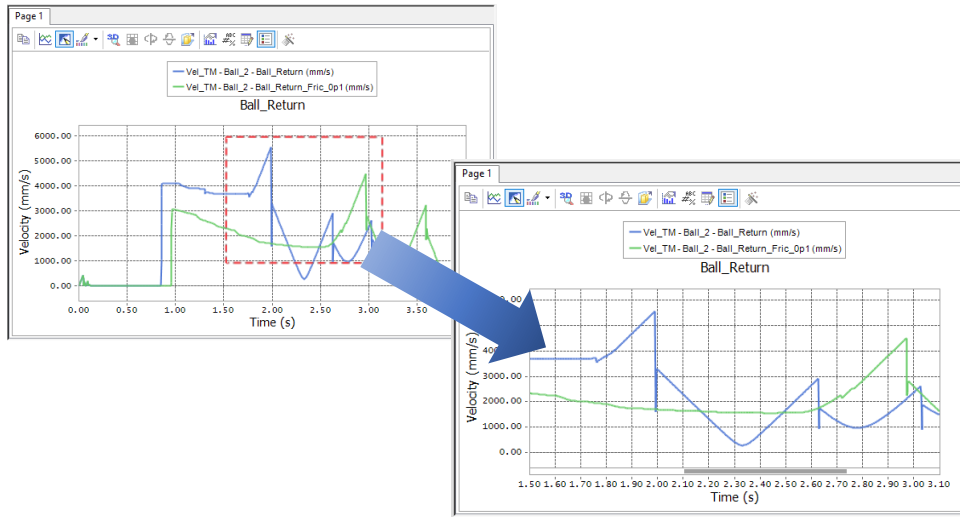 Page 1
3D
ABC
#%
Vel_TM - Ball_2 - Ball_Return (mm/s)
Vel_TM - Ball_2 - Ball_Return_Fric_0p1 (mm/s)
Ball_Return
6000.00
5000.00
4000.00
3000.00
2000.00
1000.00
0.00
Velocity (mm/s)
0.00 0.50 1.00 1.50 2.00 2.50 3.00 3.50
Time (s)
Page 1
3D
ABC
#%
Vel_TM - Ball_2 - Ball_Return (mm/s)
Vel_TM - Ball_2 - Ball_Return_Fric_0p1 (mm/s)
Ball_Return
3000.00
2000.00
1000.00
0.00
Velocity (mm/s)
1.50 1.60 1.70 1.80 1.90 2.00 2.10 2.20 2.30 2.40 2.50 2.60 2.70 2.80 2.90 3.00 3.10
Time (s)